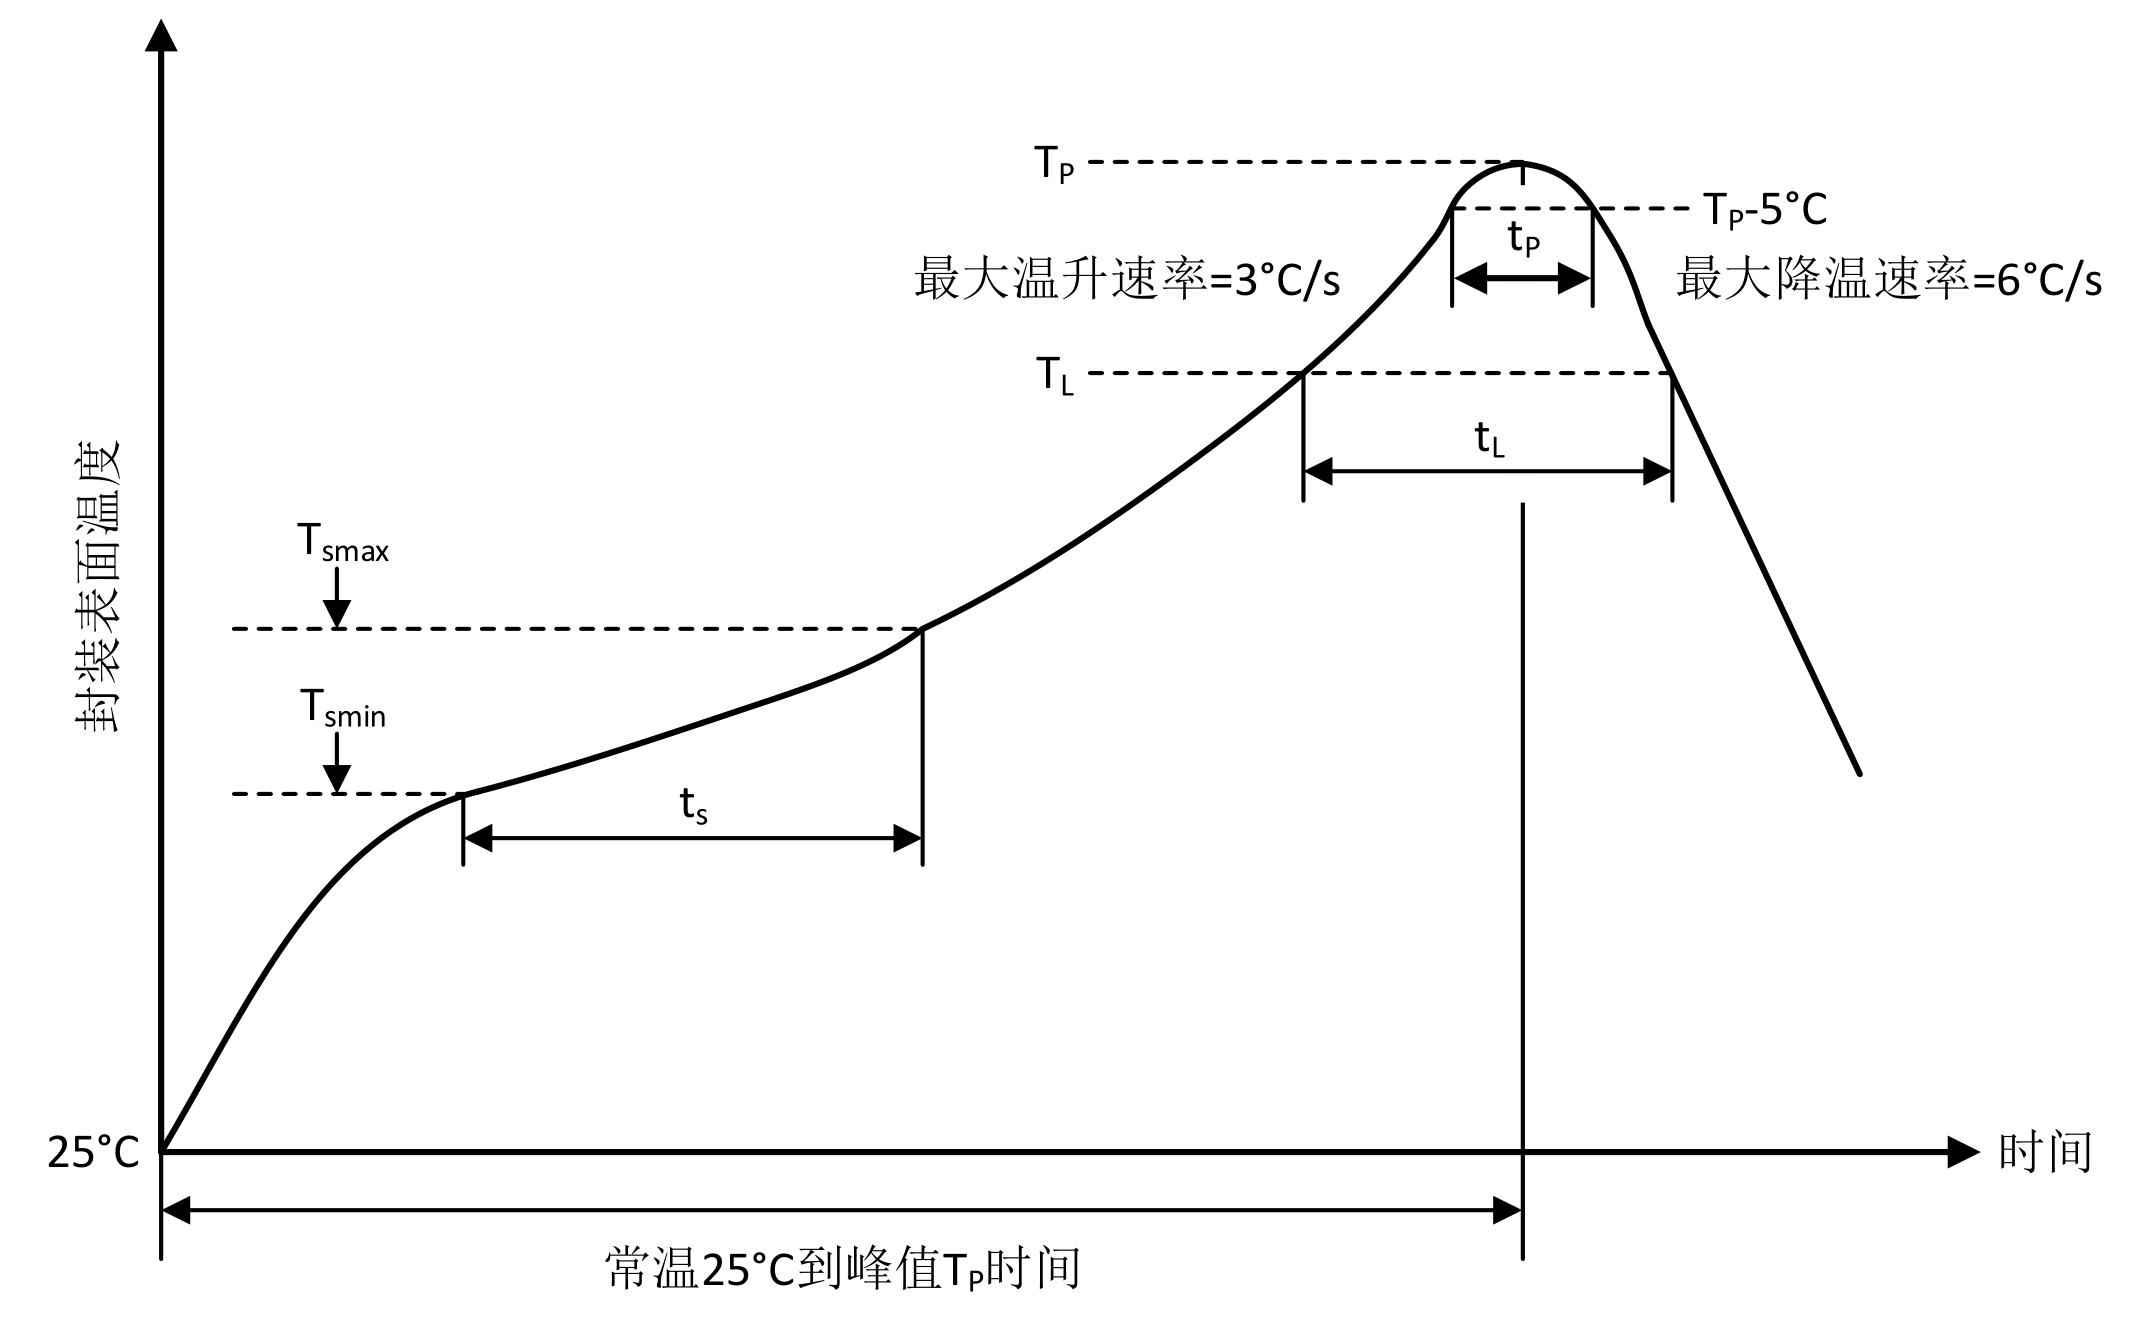 TP
TP-5°C
tP
最大温升速率=3°C/s
最大降温速率=6°C/s
TL
tL
封装表面温度
Tsmax
Tsmin
ts
25°C
时间
常温25°C到峰值TP时间